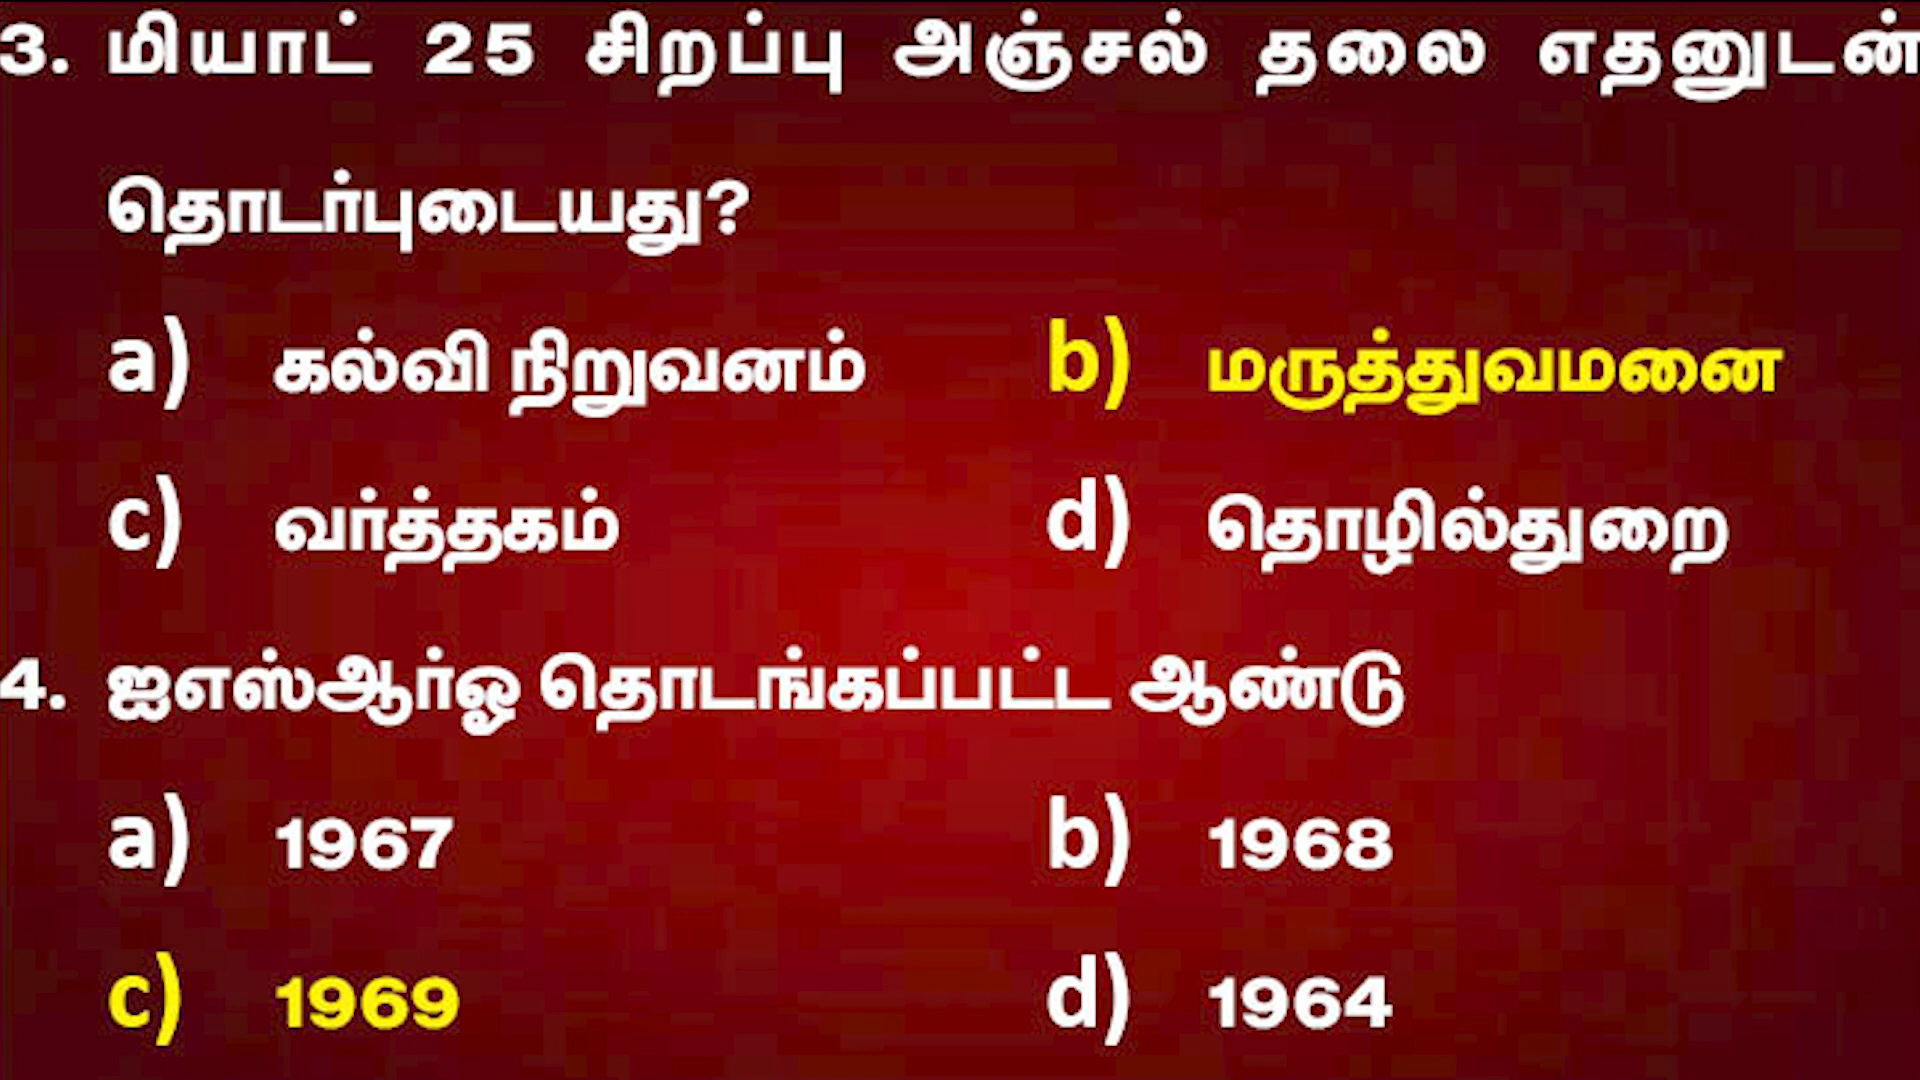 3. மியாட் 25 சிறப்பு அஞ்சல் தலை எதனுடன்
தொடர்புடையது?
a) கல்வி நிறுவனம் b) மருத்துவமனை
c) வர்த்தகம் d) தொழில்துறை
4. ஐஎஸ்ஆர்ஓ தொடங்கப்பட்ட ஆண்டு
a) 1967 b) 1968
c) 1969 d) 1964